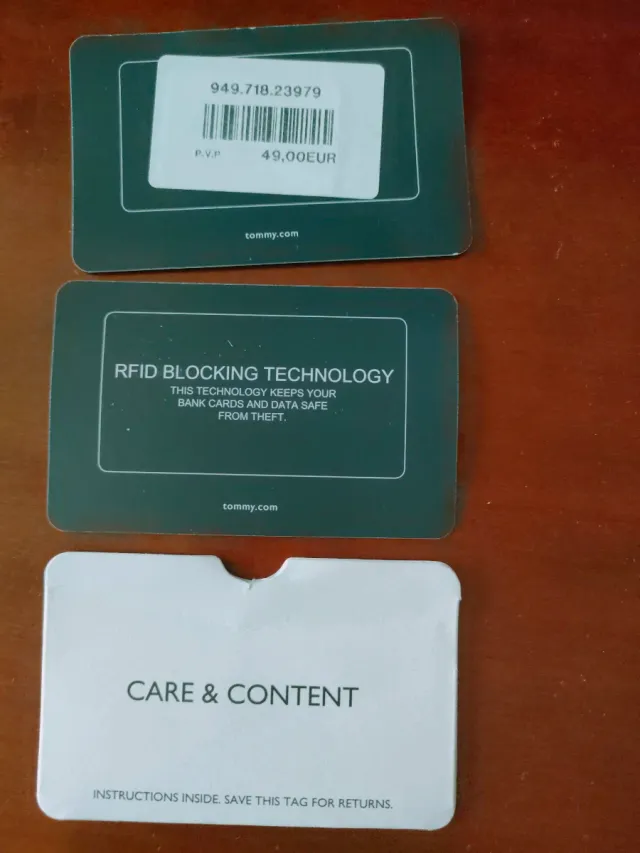 949.718.23979
P.V.P 49,00EUR
tommy.com
RFID BLOCKING TECHNOLOGY
THIS TECHNOLOGY KEEPS YOUR
BANK CARDS AND DATA SAFE
FROM THEFT.
tommy.com
CARE & CONTENT
INSTRUCTIONS INSIDE. SAVE THIS TAG FOR RETURNS.